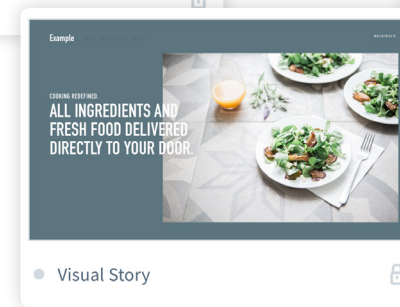 Example
COOKING REDEFINED.
ALL INGREDIENTS AND
FRESH FOOD DELIVERED
DIRECTLY TO YOUR DOOR.
Visual Story